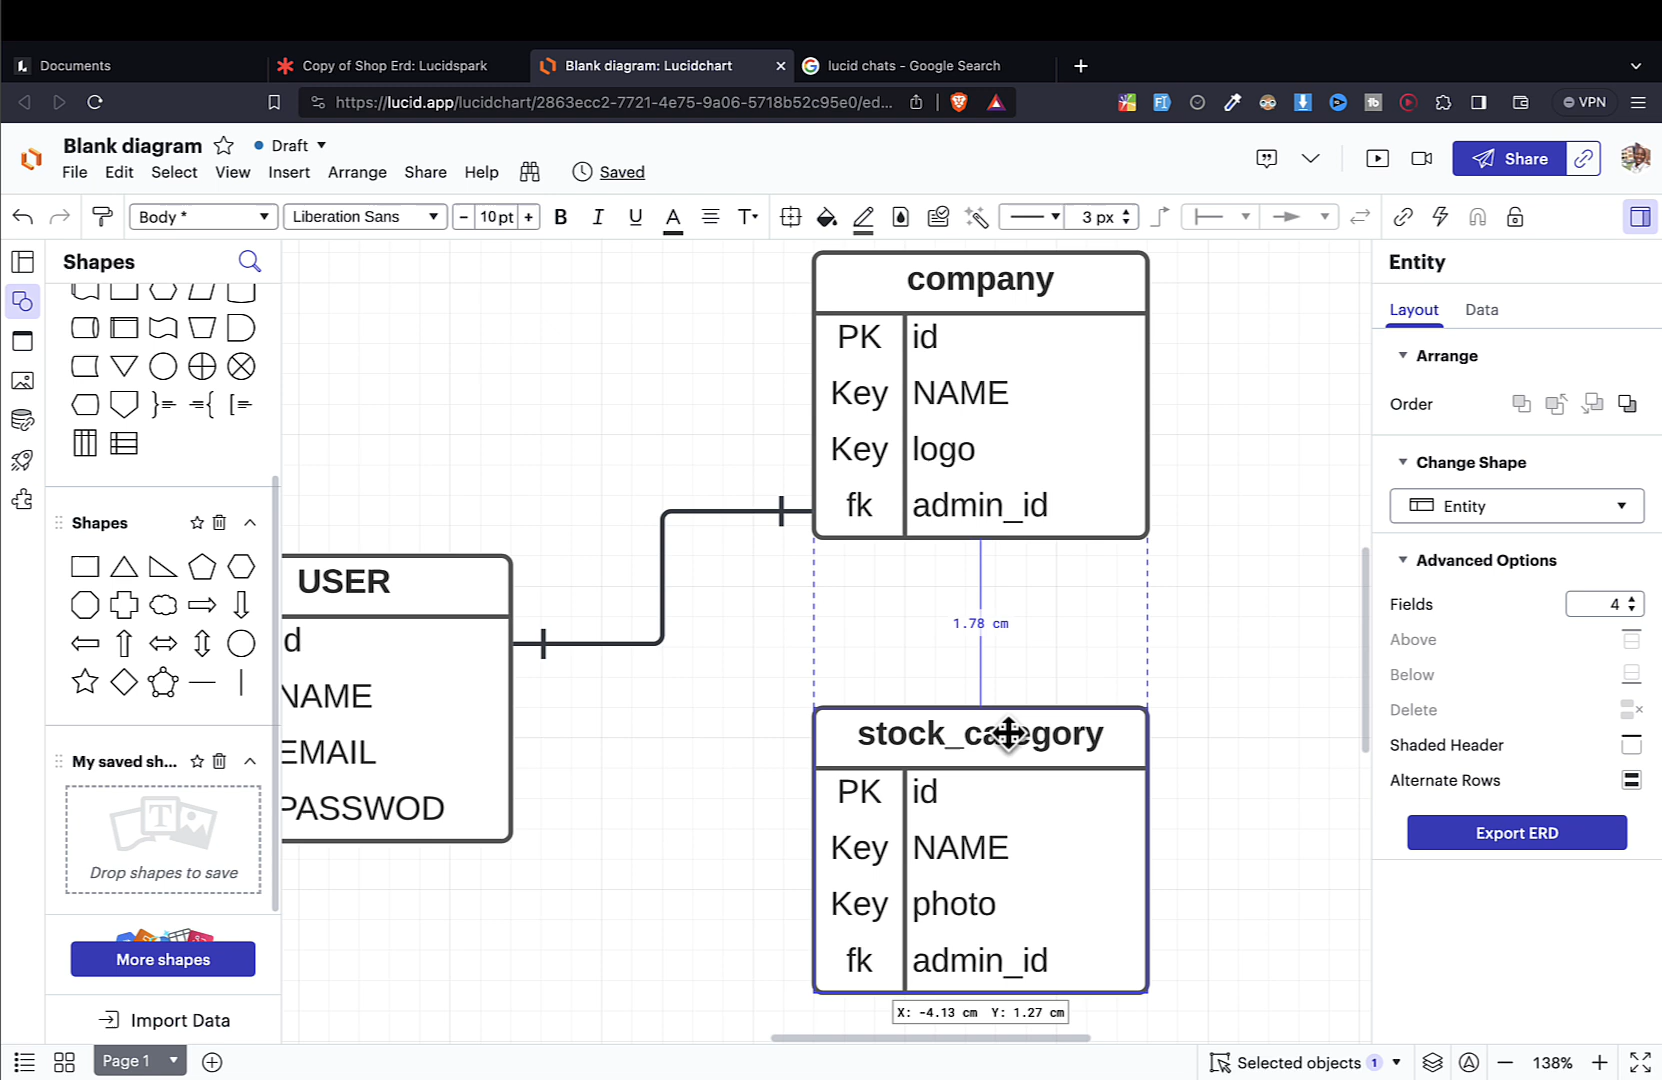 Documents
Copy of Shop Erd: Lucidspark
Blank diagram: Lucidchart
lucid chats - Google Search
https://lucid.app/lucidchart/2863ecc2-7721-4e75-9a06-5718b52c95e0/ed...
VPN
Blank diagram
Draft
File Edit Select View Insert Arrange Share Help
Saved
Share
Body *
Liberation Sans
- 10 pt +
B I U A T
3 px
Shapes
Shapes
My saved sh...
Drop shapes to save
More shapes
Import Data
company
PK id
Key NAME
Key logo
fk admin_id
USER
d
NAME
EMAIL
PASSWOD
1.78 cm
stock_category
PK id
Key NAME
Key photo
fk admin_id
X: -4.13 cm Y: 1.27 cm
Entity
Layout Data
Arrange
Order
Change Shape
Entity
Advanced Options
Fields 4
Above
Below
Delete
Shaded Header
Alternate Rows
Export ERD
Page 1
Selected objects 1
138%